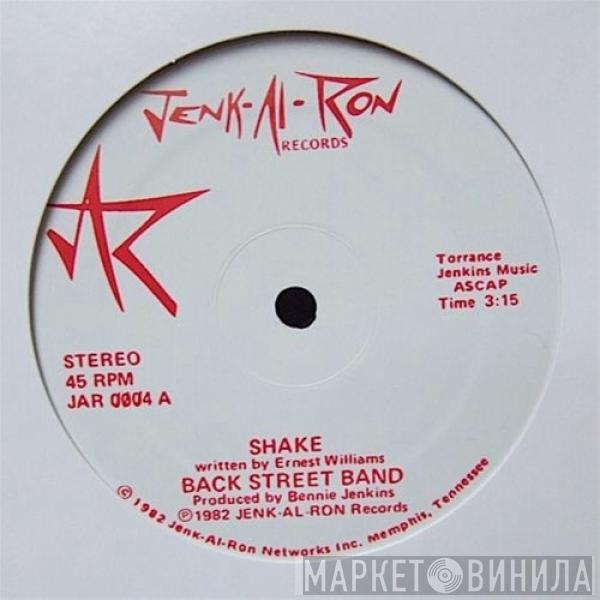 JENK-AL-RON
RECORDS
JAR
Torrance
Jenkins Music
ASCAP
Time 3:15
STEREO
45 RPM
JAR 0004 A
SHAKE
written by Ernest Williams
BACK STREET BAND
Produced by Bennie Jenkins
℗ 1982 JENK-AL-RON Records
© 1982 Jenk-Al-Ron Networks Inc. Memphis, Tennessee
МАРКЕТ ВИНИЛА